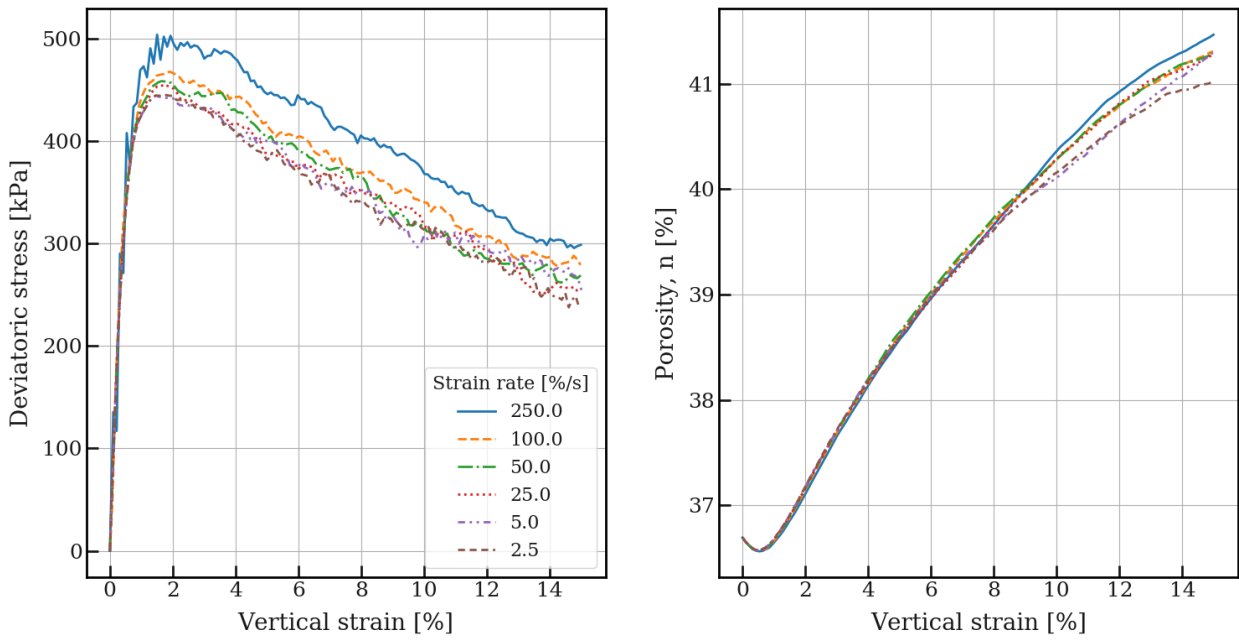 500
400
300
200
100
0
Deviatoric stress [kPa]
Strain rate [%/s]
250.0
100.0
50.0
25.0
5.0
2.5
0 2 4 6 8 10 12 14
Vertical strain [%]
41
40
39
38
37
Porosity, n [%]
0 2 4 6 8 10 12 14
Vertical strain [%]